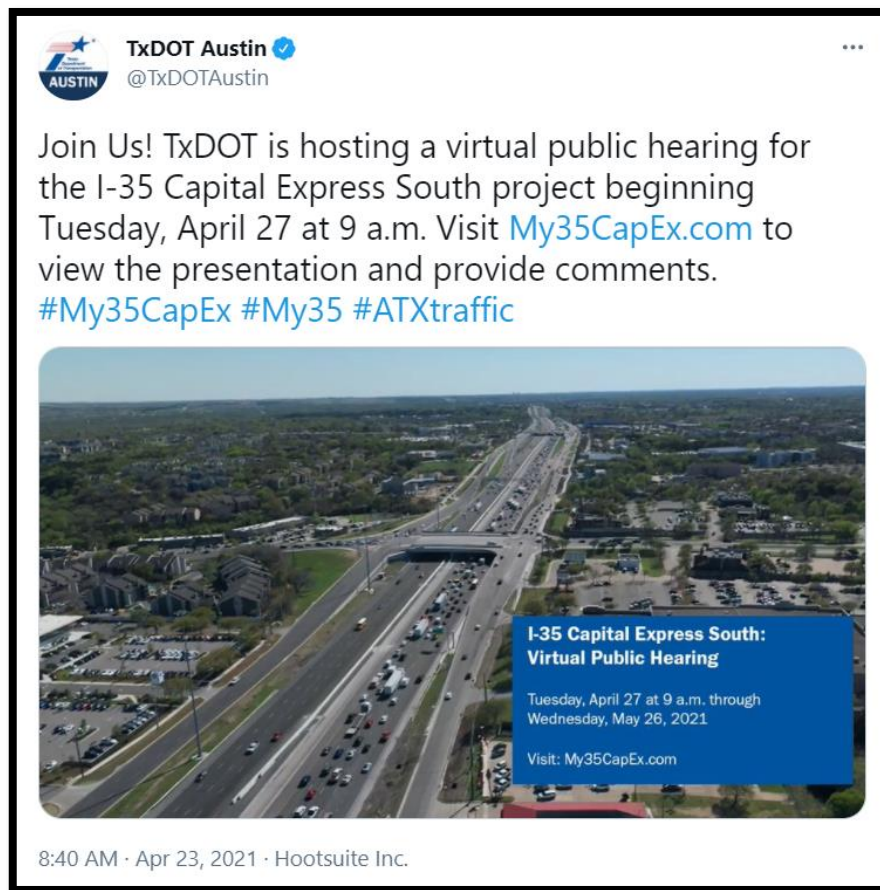 TxDOT Austin
@TxDOTAustin
AUSTIN
Join Us! TxDOT is hosting a virtual public hearing for
the I-35 Capital Express South project beginning
Tuesday, April 27 at 9 a.m. Visit My35CapEx.com to
view the presentation and provide comments.
#My35CapEx #My35 #ATXtraffic
I-35 Capital Express South:
Virtual Public Hearing
Tuesday, April 27 at 9 a.m. through
Wednesday, May 26, 2021
Visit: My35CapEx.com
8:40 AM · Apr 23, 2021 · Hootsuite Inc.